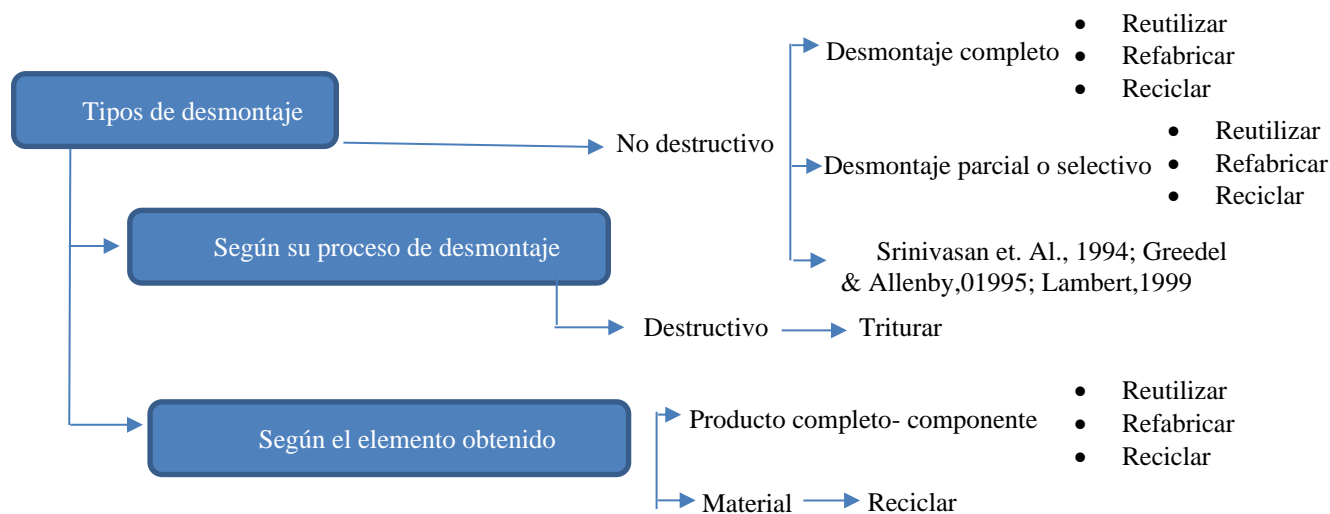 Tipos de desmontaje
No destructivo
Desmontaje completo
• Reutilizar
• Refabricar
• Reciclar
Desmontaje parcial o selectivo
• Reutilizar
• Refabricar
• Reciclar
Srinivasan et. Al., 1994; Greedel
& Allenby,01995; Lambert,1999
Según su proceso de desmontaje
Destructivo
Triturar
Según el elemento obtenido
Producto completo- componente
• Reutilizar
• Refabricar
• Reciclar
Material
Reciclar